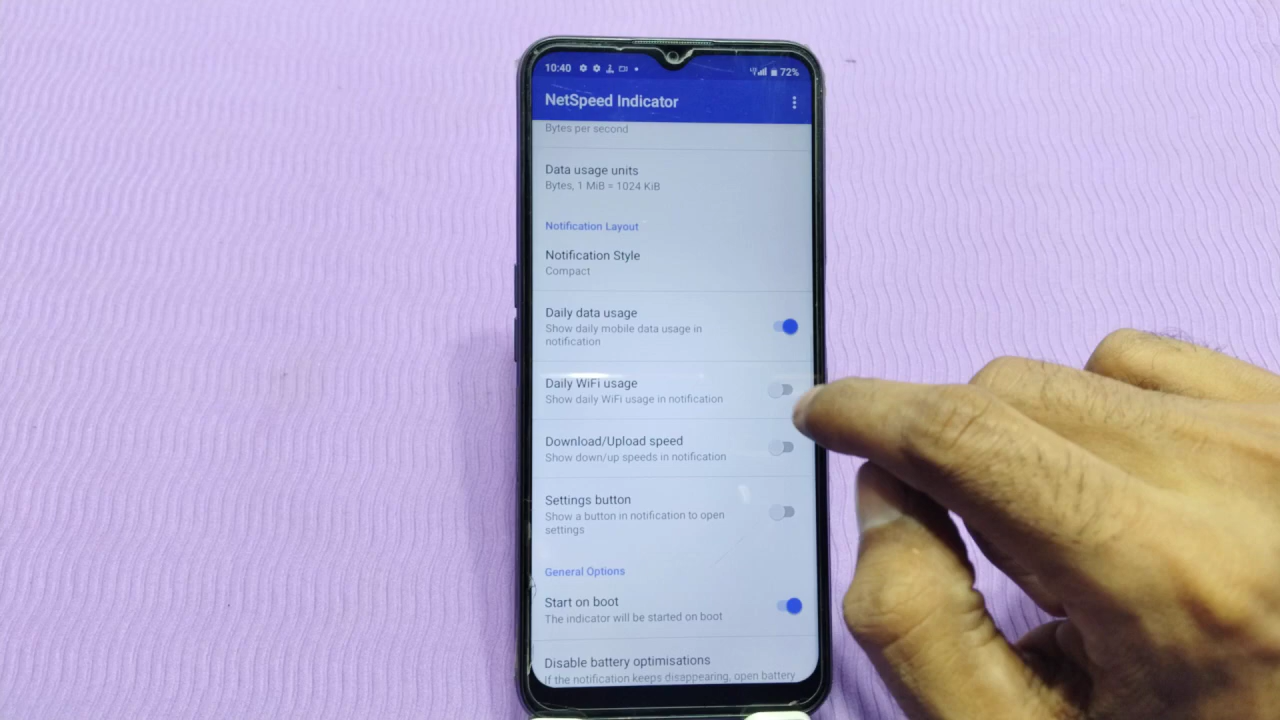 10:40
72%
NetSpeed Indicator
Bytes per second
Data usage units
Bytes, 1 MiB = 1024 KiB
Notification Layout
Notification Style
Compact
Daily data usage
Show daily mobile data usage in
notification
Daily WiFi usage
Show daily WiFi usage in notification
Download/Upload speed
Show down/up speeds in notification
Settings button
Show a button in notification to open
settings
General Options
Start on boot
The indicator will be started on boot
Disable battery optimisations
If the notification keeps disappearing, open battery